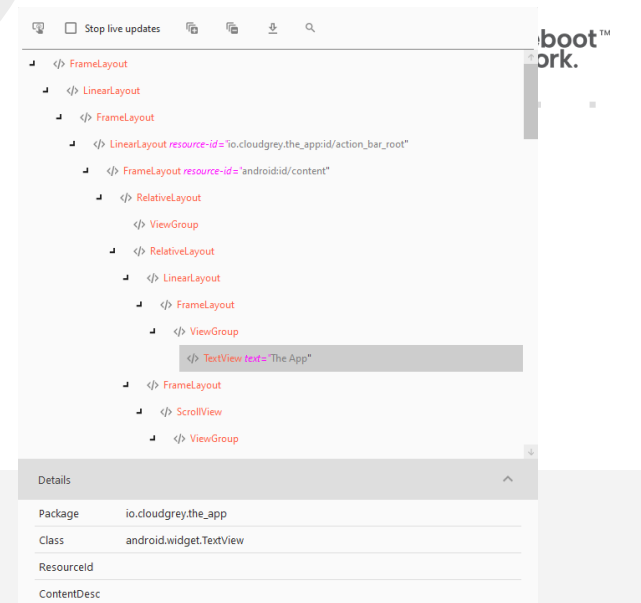 Stop live updates
boot™
ork.
</> FrameLayout
</> LinearLayout
</> FrameLayout
</> LinearLayout resource-id="io.cloudgrey.the_app:id/action_bar_root"
</> FrameLayout resource-id="android:id/content"
</> RelativeLayout
</> ViewGroup
</> RelativeLayout
</> LinearLayout
</> FrameLayout
</> ViewGroup
</> TextView text="The App"
</> FrameLayout
</> ScrollView
</> ViewGroup
Details
Package io.cloudgrey.the_app
Class android.widget.TextView
ResourceId
ContentDesc